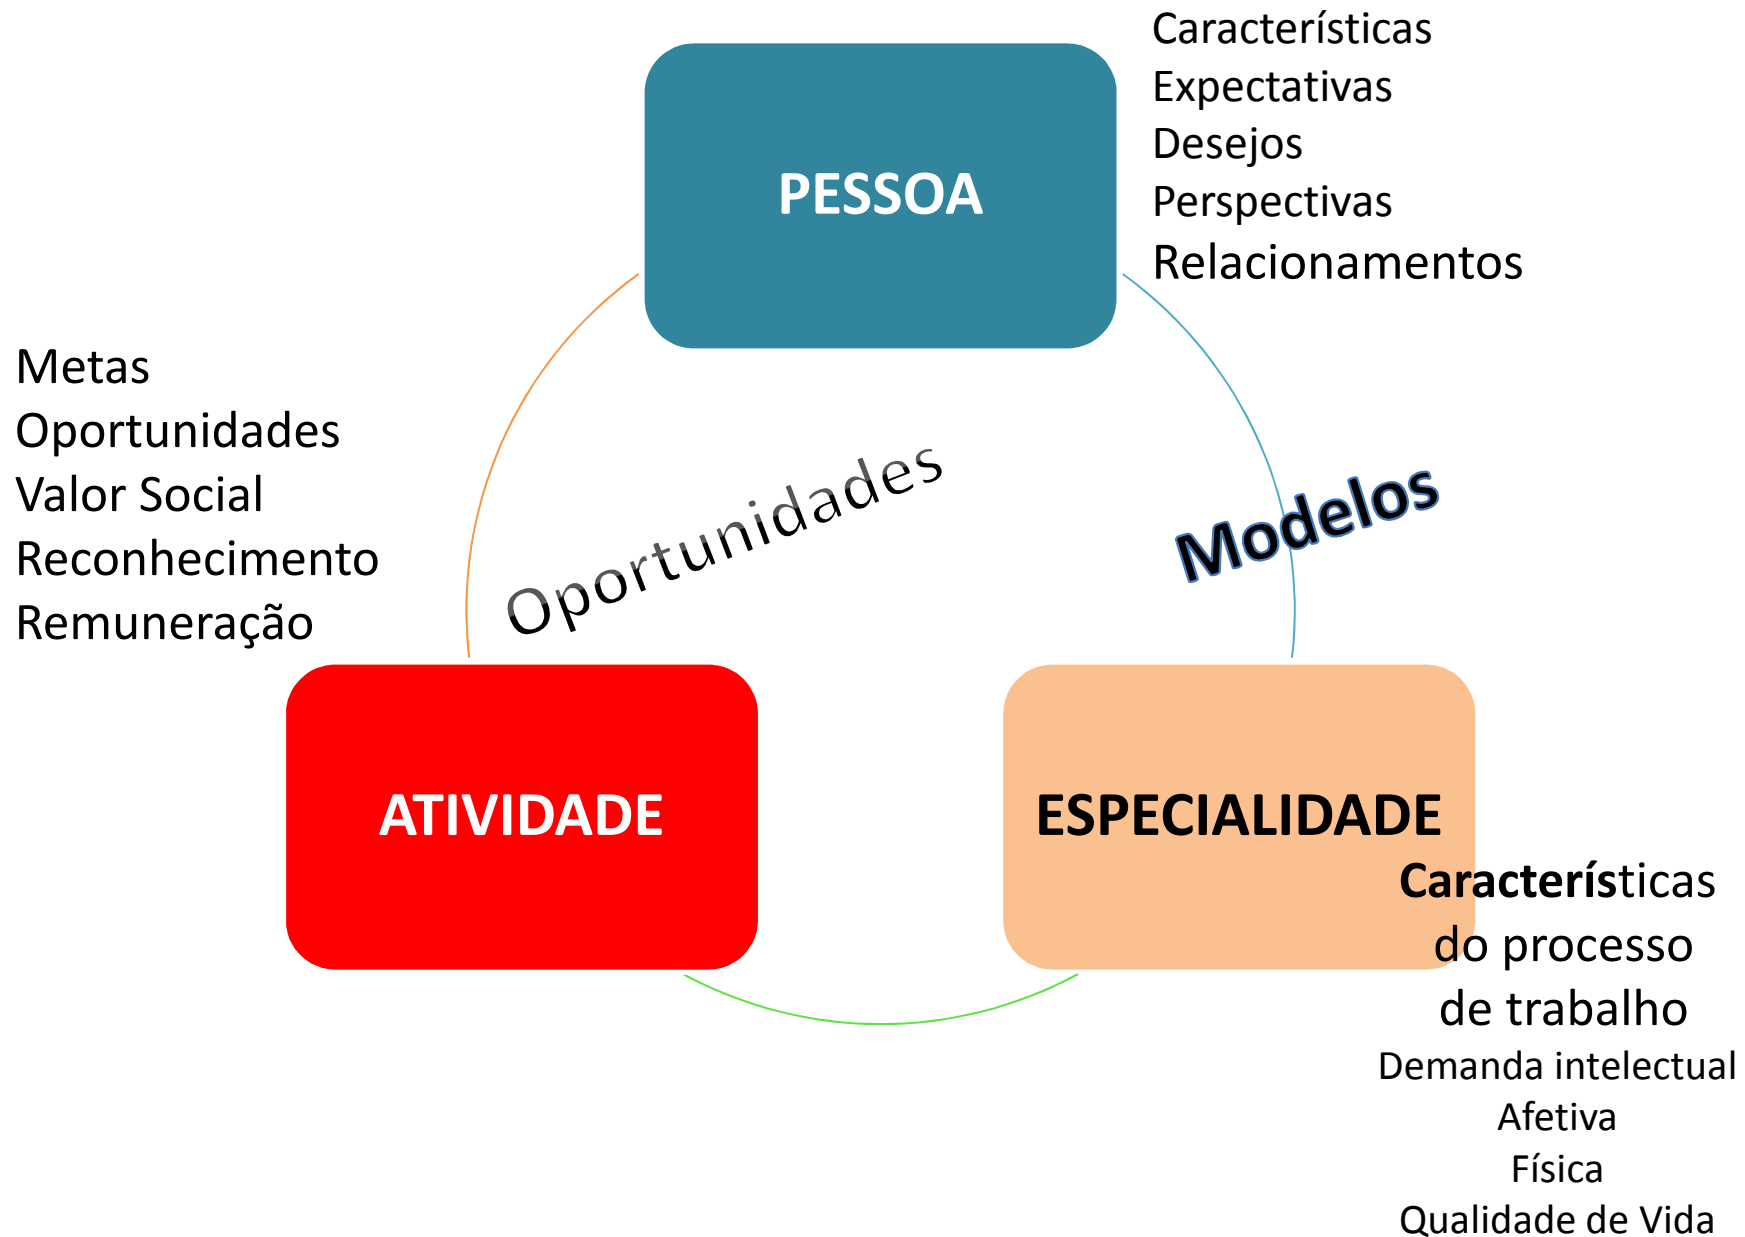 Características
Expectativas
Desejos
Perspectivas
Relacionamentos
PESSOA
Metas
Oportunidades
Valor Social
Reconhecimento
Remuneração
Oportunidades
Modelos
ATIVIDADE
ESPECIALIDADE
Características
do processo
de trabalho
Demanda intelectual
Afetiva
Física
Qualidade de Vida